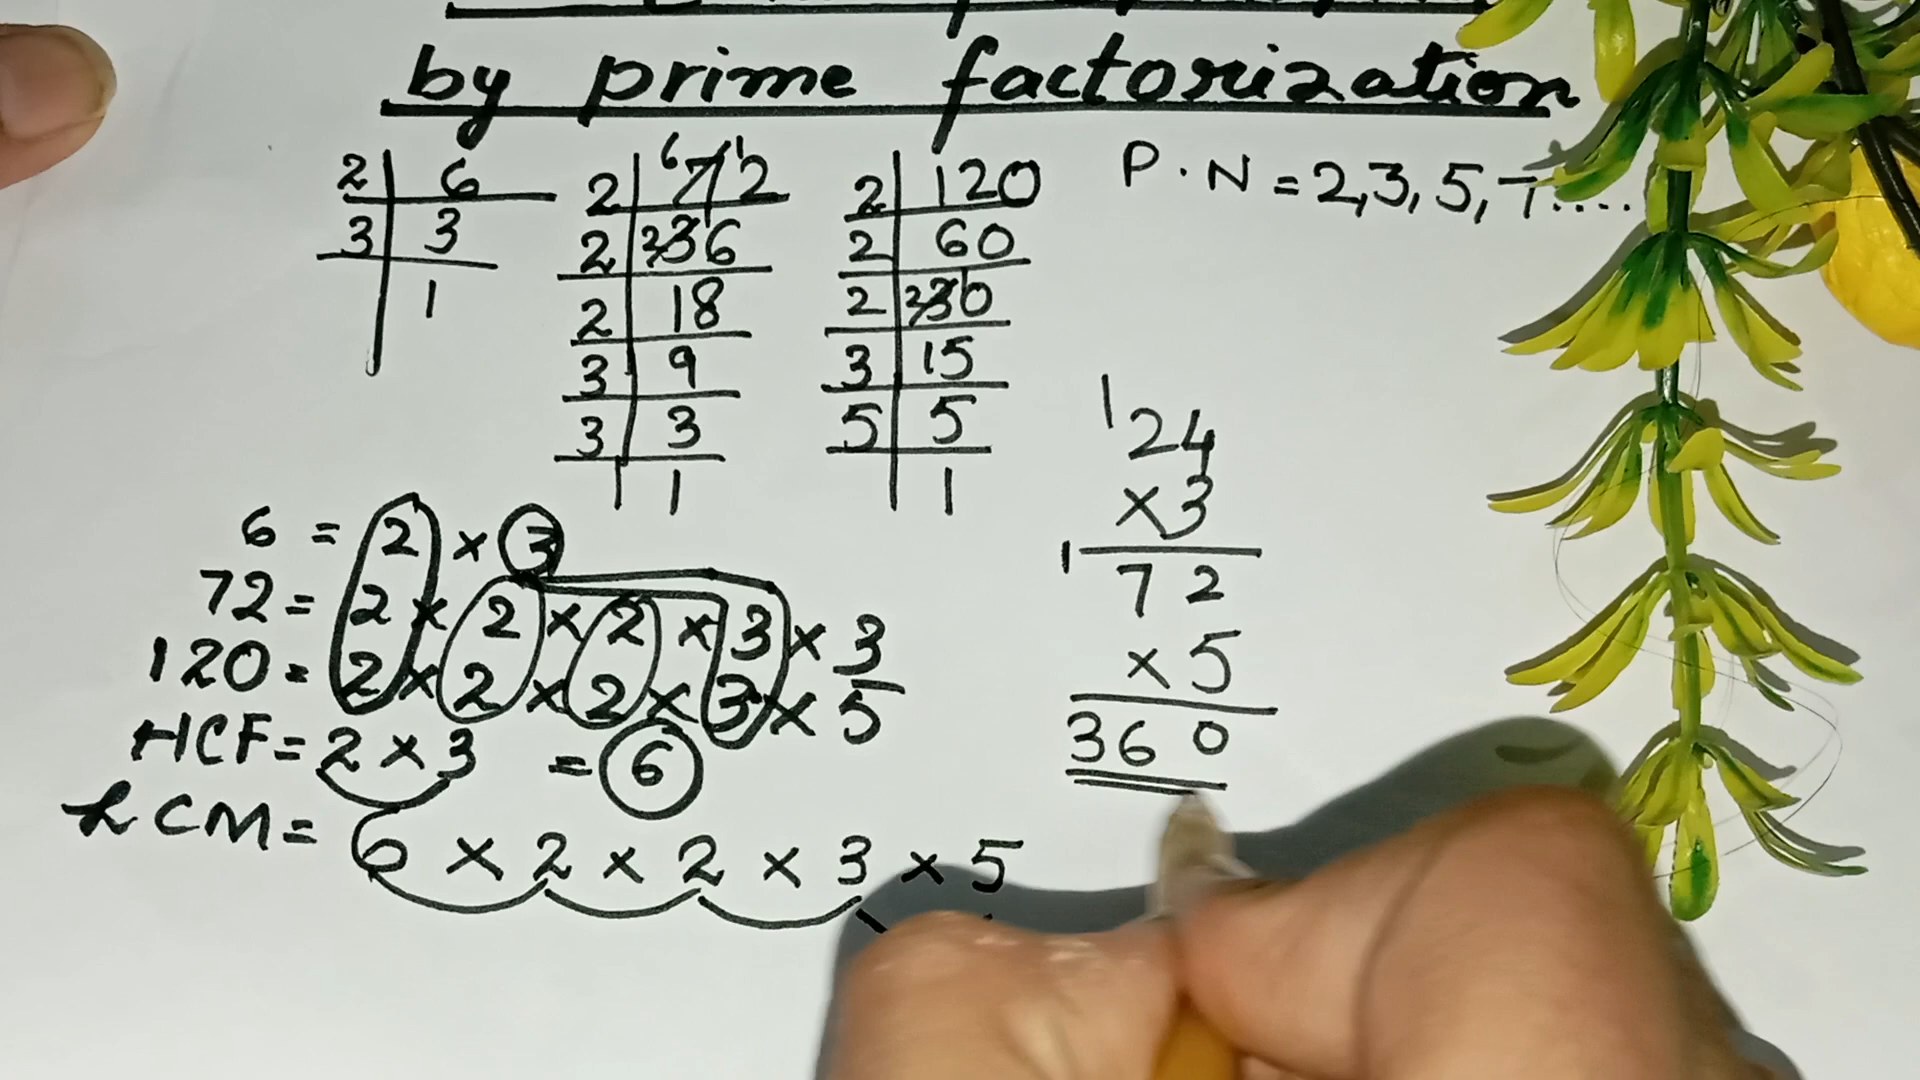 by prime factorization
P.N = 2,3,5,7....
2 | 6
3 | 3
1
2 | 72
2 | 36
2 | 18
3 | 9
3 | 3
1
2 | 120
2 | 60
2 | 30
3 | 15
5 | 5
1
6 = 2 × 3
72 = 2 × 2 × 2 × 3 × 3
120 = 2 × 2 × 2 × 3 × 5
HCF = 2 × 3 = 6
LCM = 6 × 2 × 2 × 3 × 5
1
24
×3
1
72
×5
360